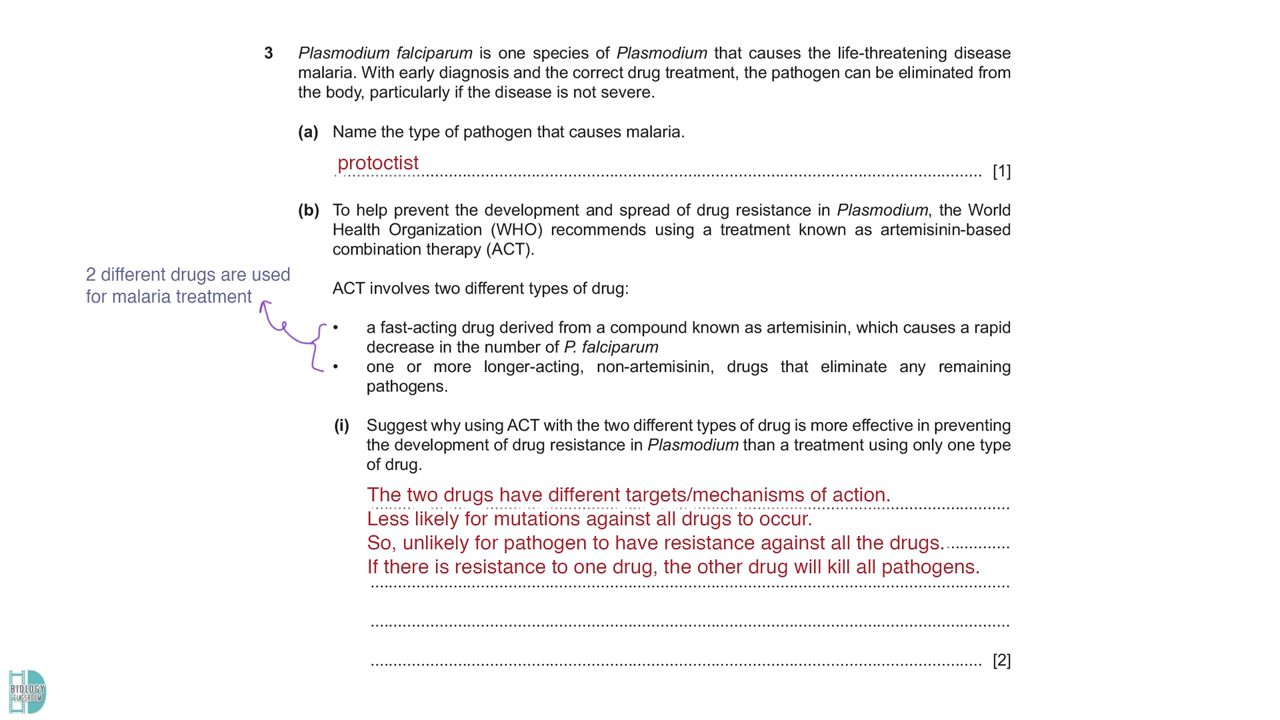 3 Plasmodium falciparum is one species of Plasmodium that causes the life-threatening disease
malaria. With early diagnosis and the correct drug treatment, the pathogen can be eliminated from
the body, particularly if the disease is not severe.
(a) Name the type of pathogen that causes malaria.
protoctist
[1]
(b) To help prevent the development and spread of drug resistance in Plasmodium, the World
Health Organization (WHO) recommends using a treatment known as artemisinin-based
combination therapy (ACT).
2 different drugs are used
for malaria treatment
ACT involves two different types of drug:
• a fast-acting drug derived from a compound known as artemisinin, which causes a rapid
decrease in the number of P. falciparum
• one or more longer-acting, non-artemisinin, drugs that eliminate any remaining
pathogens.
(i) Suggest why using ACT with the two different types of drug is more effective in preventing
the development of drug resistance in Plasmodium than a treatment using only one type
of drug.
The two drugs have different targets/mechanisms of action.
Less likely for mutations against all drugs to occur.
So, unlikely for pathogen to have resistance against all the drugs.
If there is resistance to one drug, the other drug will kill all pathogens.
[2]
BIOLOGY
CLASSROOM